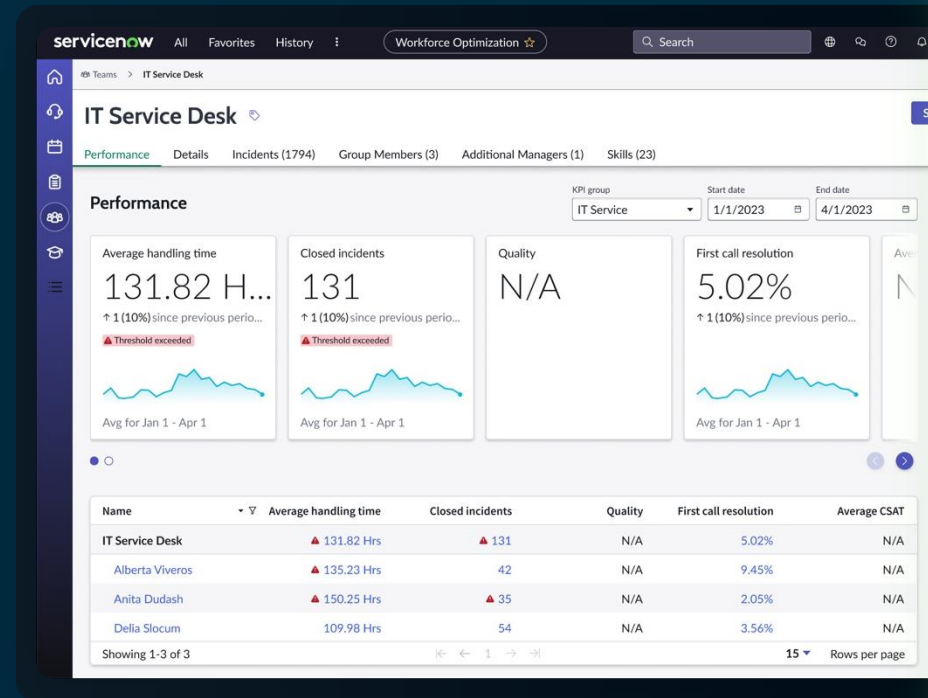 servicenow All Favorites History Workforce Optimization Search
Teams > IT Service Desk
IT Service Desk
Performance Details Incidents (1794) Group Members (3) Additional Managers (1) Skills (23)
Performance
KPI group Start date End date
IT Service 1/1/2023 4/1/2023
Average handling time Closed incidents Quality First call resolution
131.82 H... 131 N/A 5.02%
↑ 1 (10%) since previous perio... ↑ 1 (10%) since previous perio... ↑ 1 (10%) since previous perio...
Threshold exceeded Threshold exceeded
Avg for Jan 1 - Apr 1 Avg for Jan 1 - Apr 1 Avg for Jan 1 - Apr 1
Name Average handling time Closed incidents Quality First call resolution Average CSAT
IT Service Desk 131.82 Hrs 131 N/A 5.02% N/A
Alberta Viveros 135.23 Hrs 42 N/A 9.45% N/A
Anita Dudash 150.25 Hrs 35 N/A 2.05% N/A
Delia Slocum 109.98 Hrs 54 N/A 3.56% N/A
Showing 1-3 of 3 1 15 Rows per page